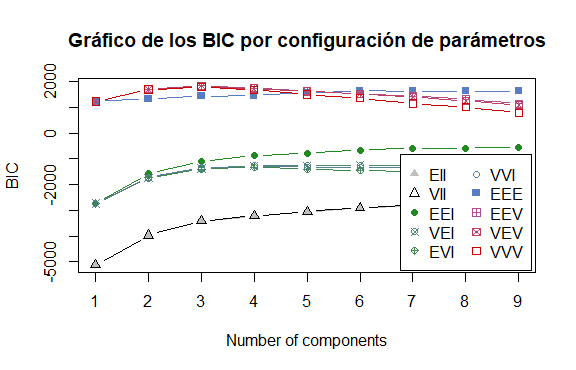 Gráfico de los BIC por configuración de parámetros
BIC
2000
0
-2000
-5000
1 2 3 4 5 6 7 8 9
Number of components
EII
VII
EEI
VEI
EVI
VVI
EEE
EEV
VEV
VVV